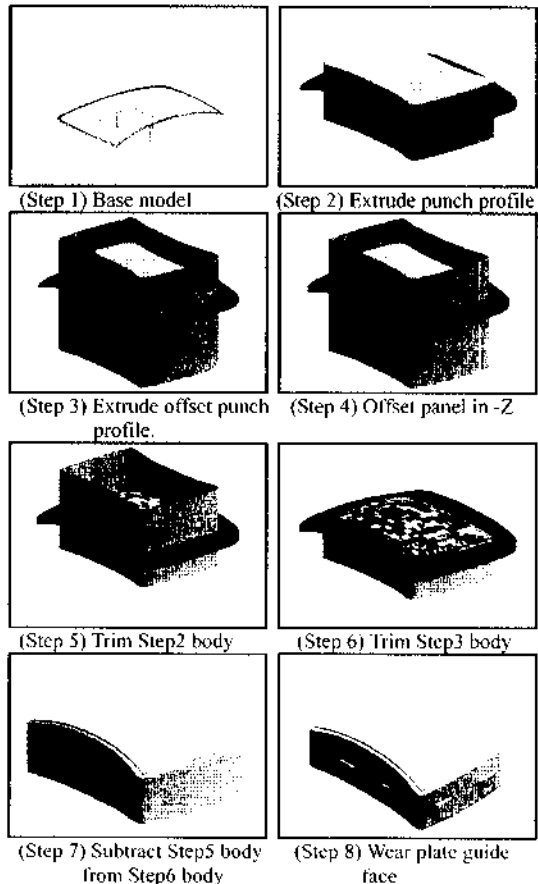 (Step 1) Base model
(Step 2) Extrude punch profile
(Step 3) Extrude offset punch
profile.
(Step 4) Offset panel in -Z
(Step 5) Trim Step2 body
(Step 6) Trim Step3 body
(Step 7) Subtract Step5 body
from Step6 body
(Step 8) Wear plate guide
face